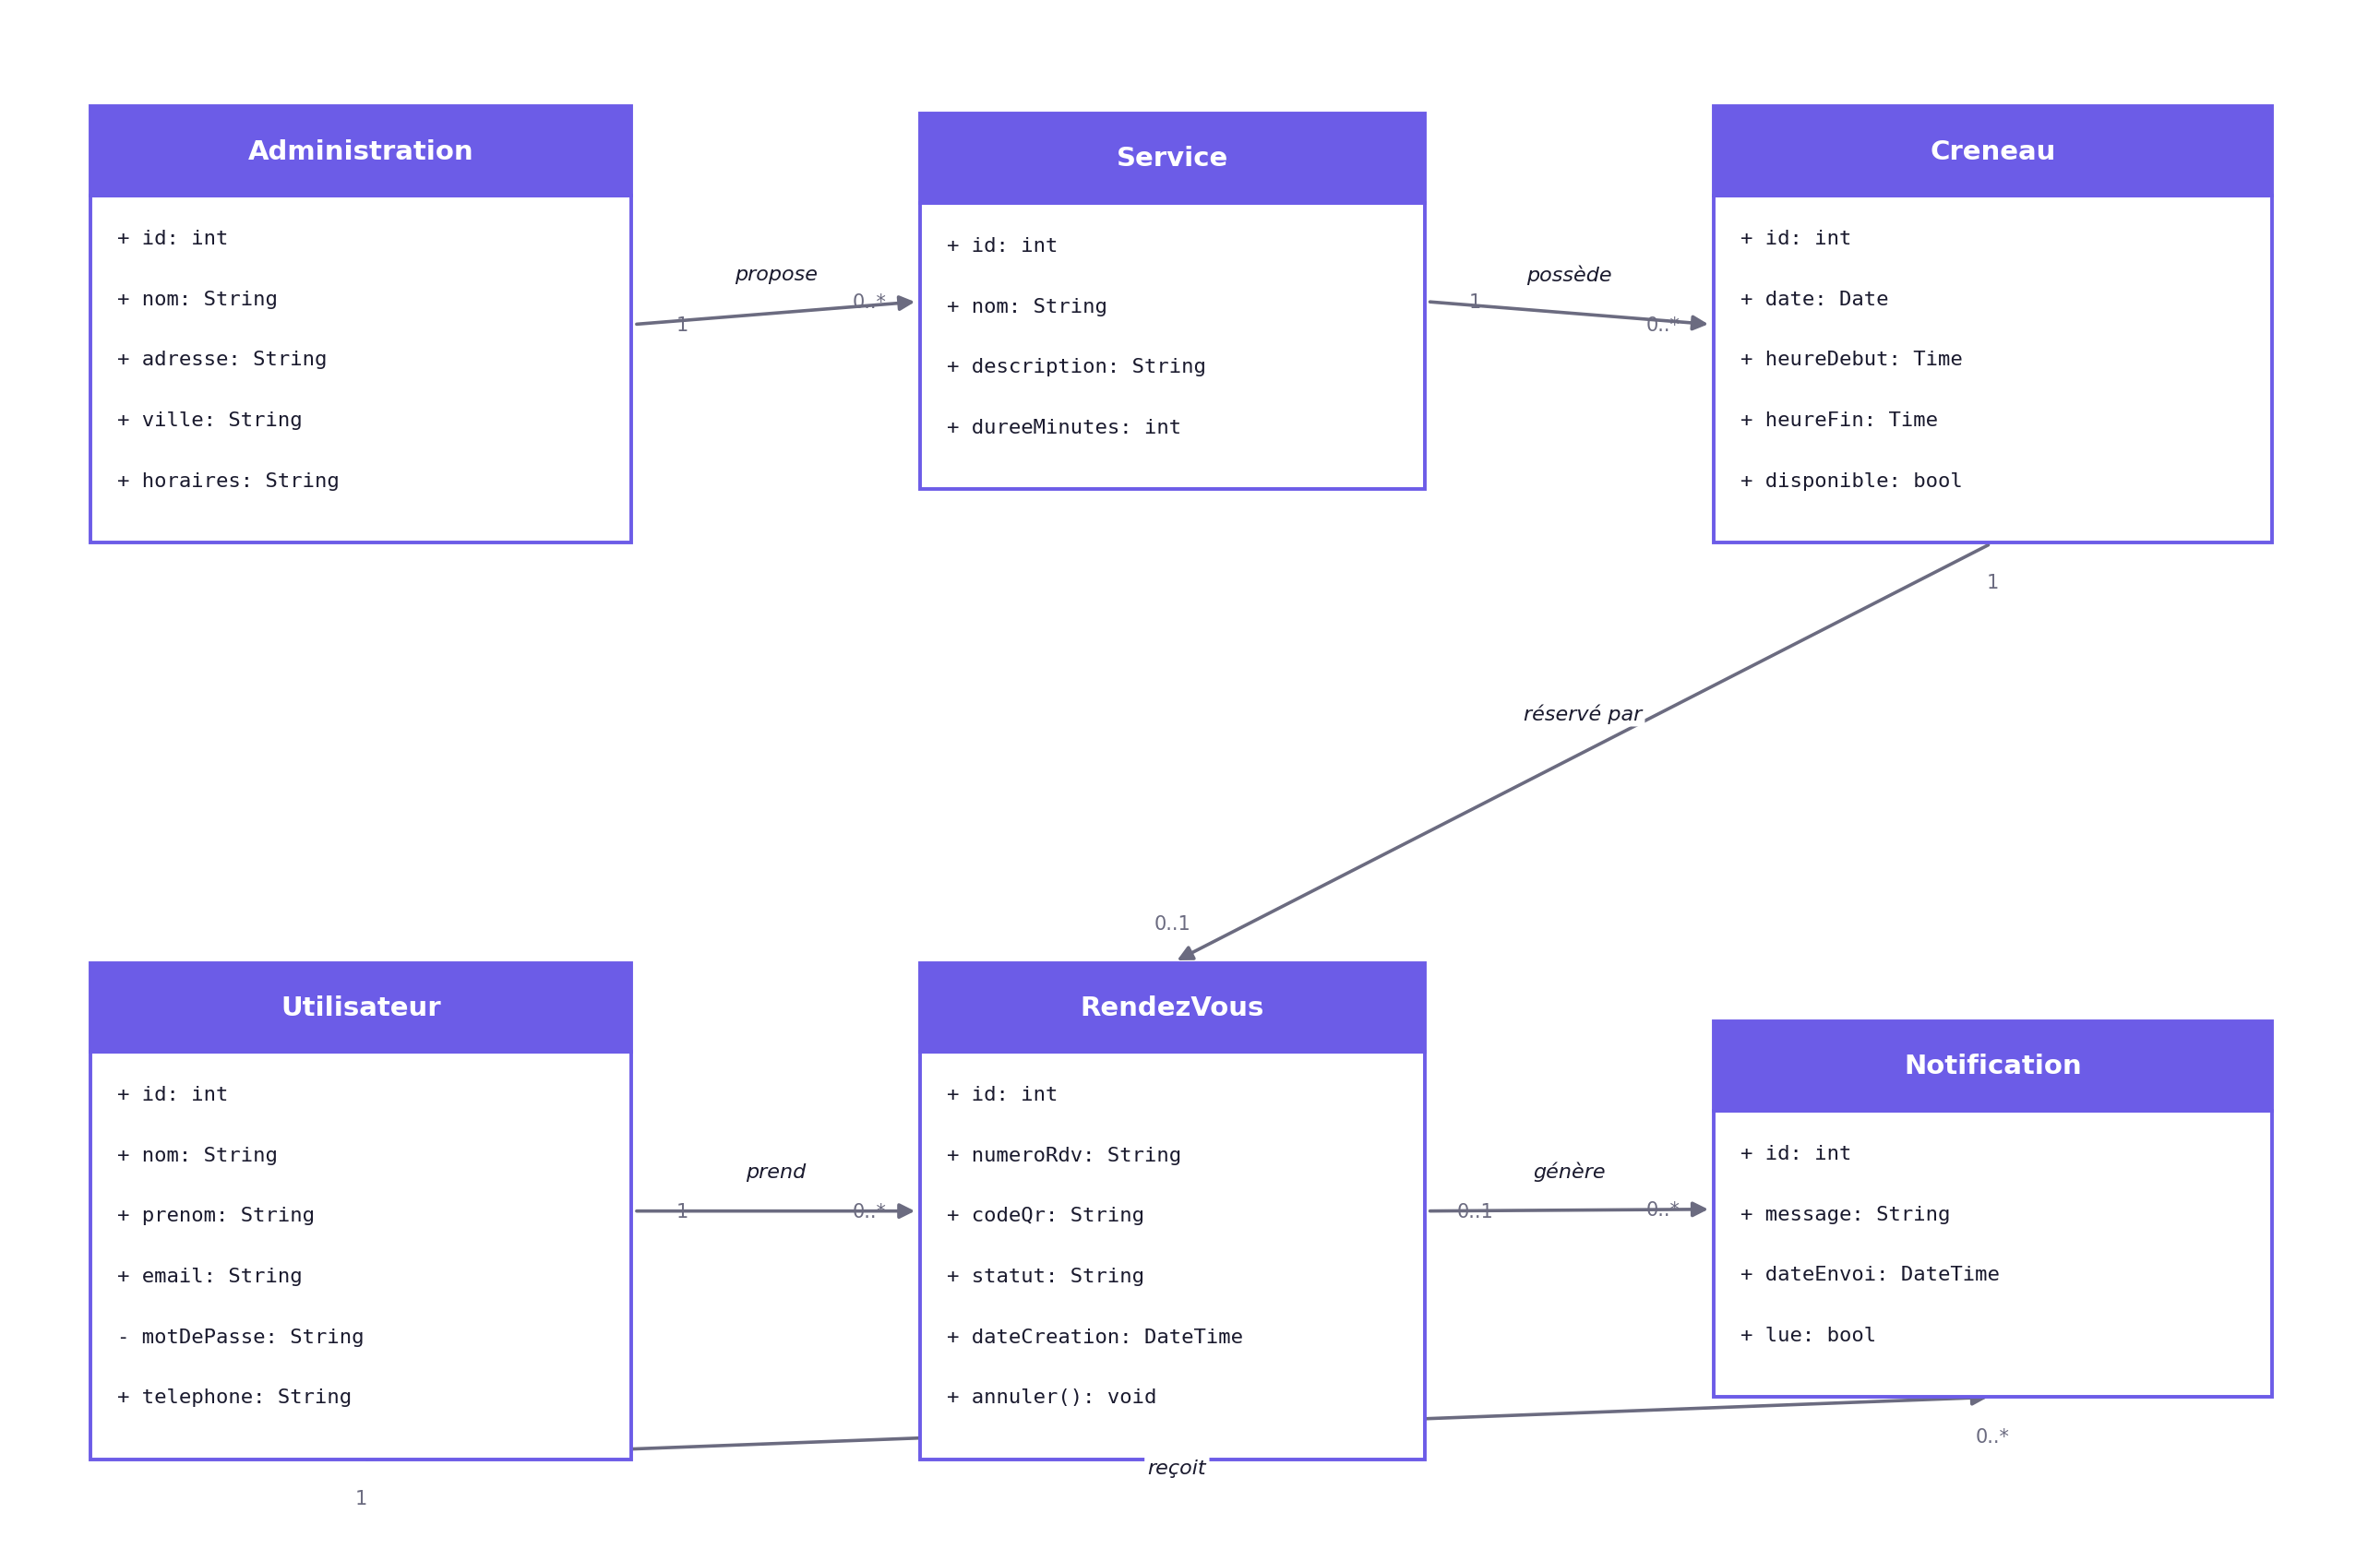 Administration
+ id: int
+ nom: String
+ adresse: String
+ ville: String
+ horaires: String
propose
1
0..*
Service
+ id: int
+ nom: String
+ description: String
+ dureeMinutes: int
possède
1
0..*
Creneau
+ id: int
+ date: Date
+ heureDebut: Time
+ heureFin: Time
+ disponible: bool
1
réservé par
0..1
Utilisateur
+ id: int
+ nom: String
+ prenom: String
+ email: String
- motDePasse: String
+ telephone: String
prend
1
0..*
RendezVous
+ id: int
+ numeroRdv: String
+ codeQr: String
+ statut: String
+ dateCreation: DateTime
+ annuler(): void
génère
0..1
0..*
Notification
+ id: int
+ message: String
+ dateEnvoi: DateTime
+ lue: bool
1
reçoit
0..*